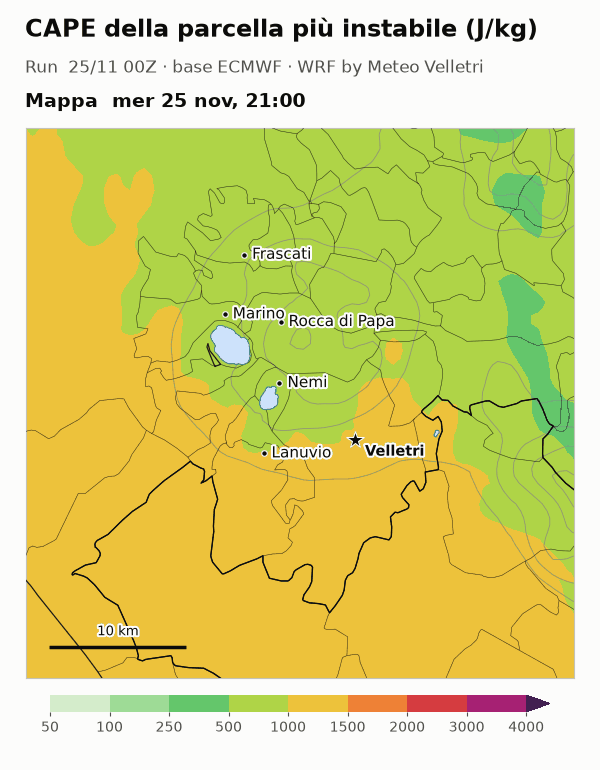 CAPE della parcella più instabile (J/kg)
Run  25/11 00Z · base ECMWF · WRF by Meteo Velletri
Mappa  mer 25 nov, 21:00
Frascati
Marino
Rocca di Papa
Nemi
Velletri
Lanuvio
10 km
50 100 250 500 1000 1500 2000 3000 4000